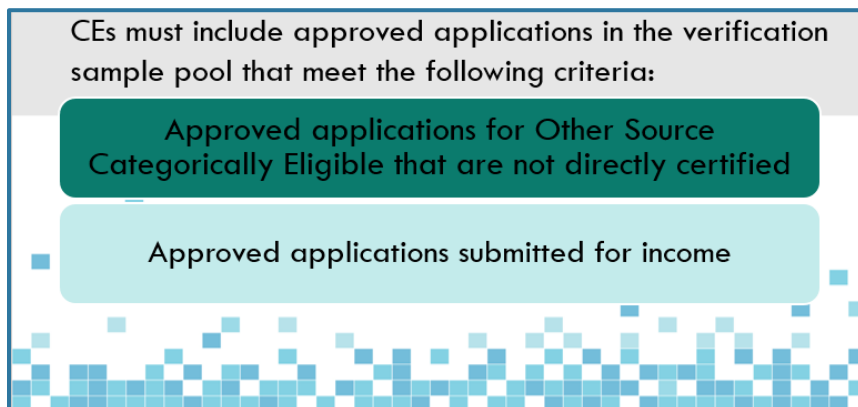 CEs must include approved applications in the verification
sample pool that meet the following criteria:
Approved applications for Other Source
Categorically Eligible that are not directly certified
Approved applications submitted for income